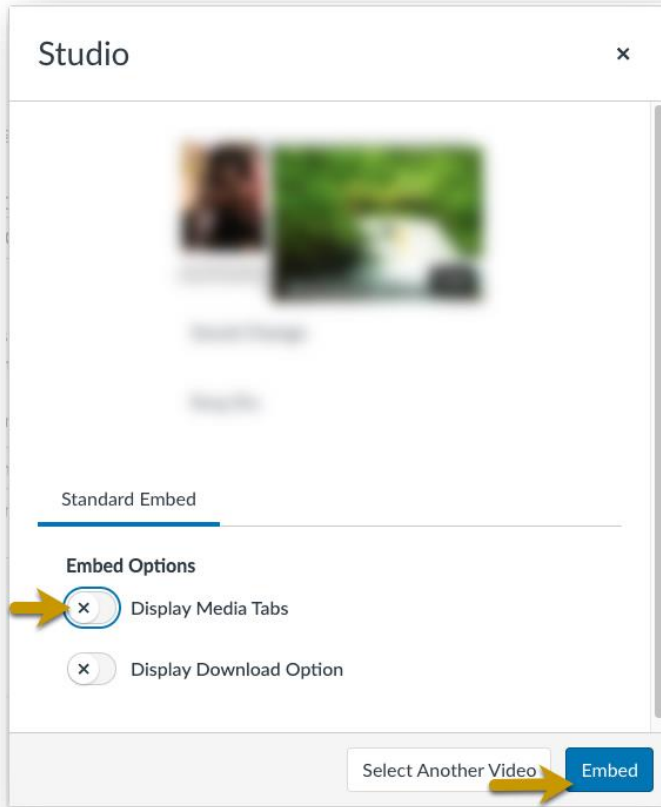 Studio
Standard Embed
Embed Options
Display Media Tabs
Display Download Option
Select Another Video
Embed